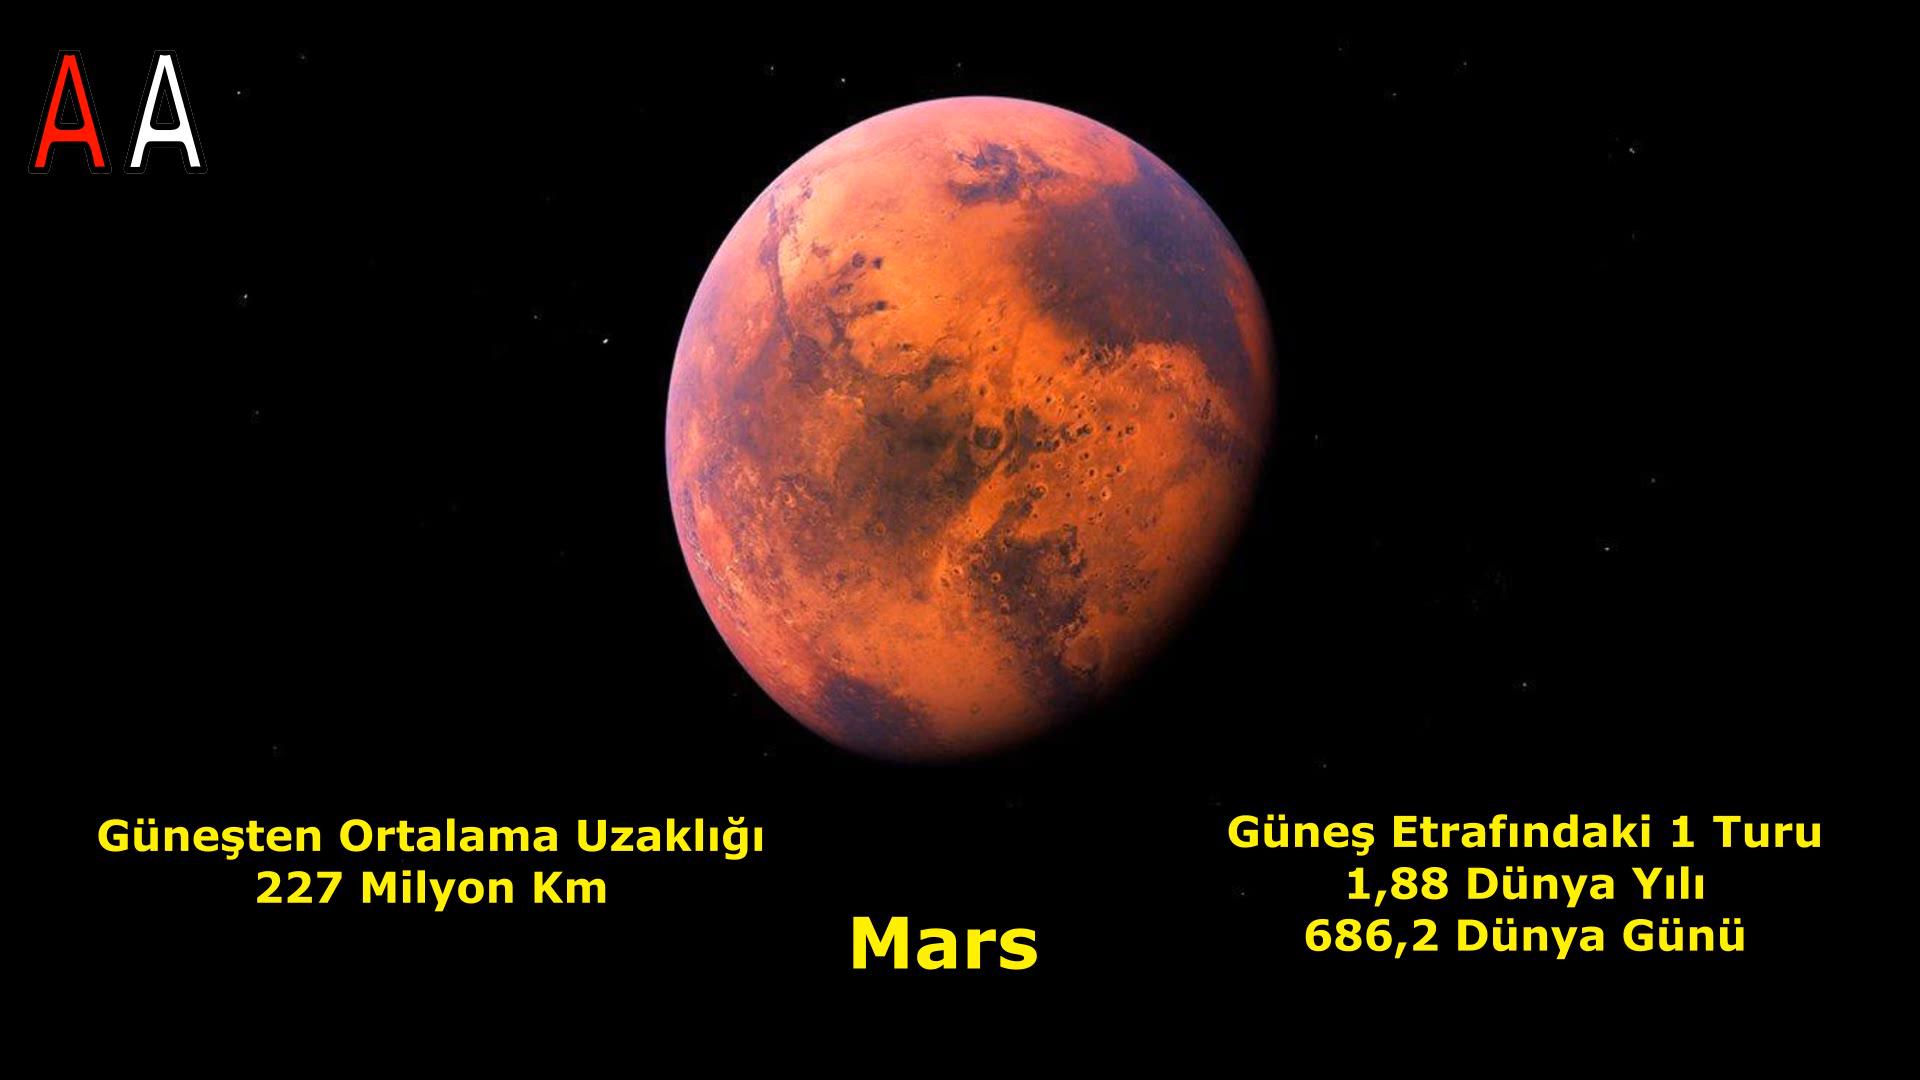 A A
Güneşten Ortalama Uzaklığı
227 Milyon Km
Mars
Güneş Etrafındaki 1 Turu
1,88 Dünya Yılı
686,2 Dünya Günü